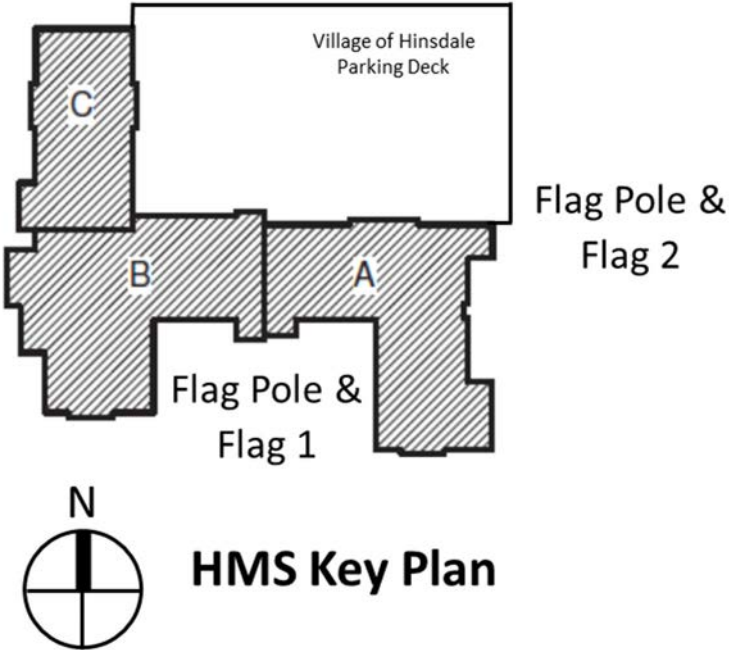 Village of Hinsdale
Parking Deck
C
Flag Pole &
Flag 2
B
A
Flag Pole &
Flag 1
N
HMS Key Plan